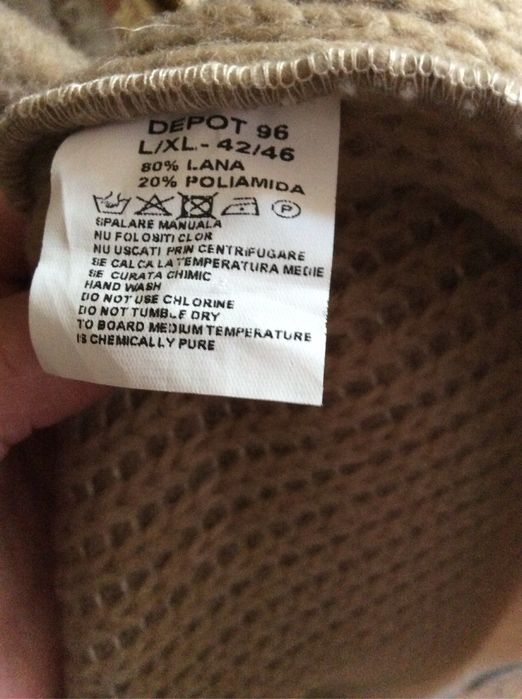 DEPOT 96
L/XL - 42/46
80% LANA
20% POLIAMIDA
P
SPALARE MANUALA
NU FOLOSITI CLOR
NU USCATI PRIN CENTRIFUGARE
SE CALCA LA TEMPERATURA MEDIE
SE CURATA CHIMIC
HAND WASH
DO NOT USE CHLORINE
DO NOT TUMBLE DRY
TO BOARD MEDIUM TEMPERATURE
IS CHEMICALLY PURE